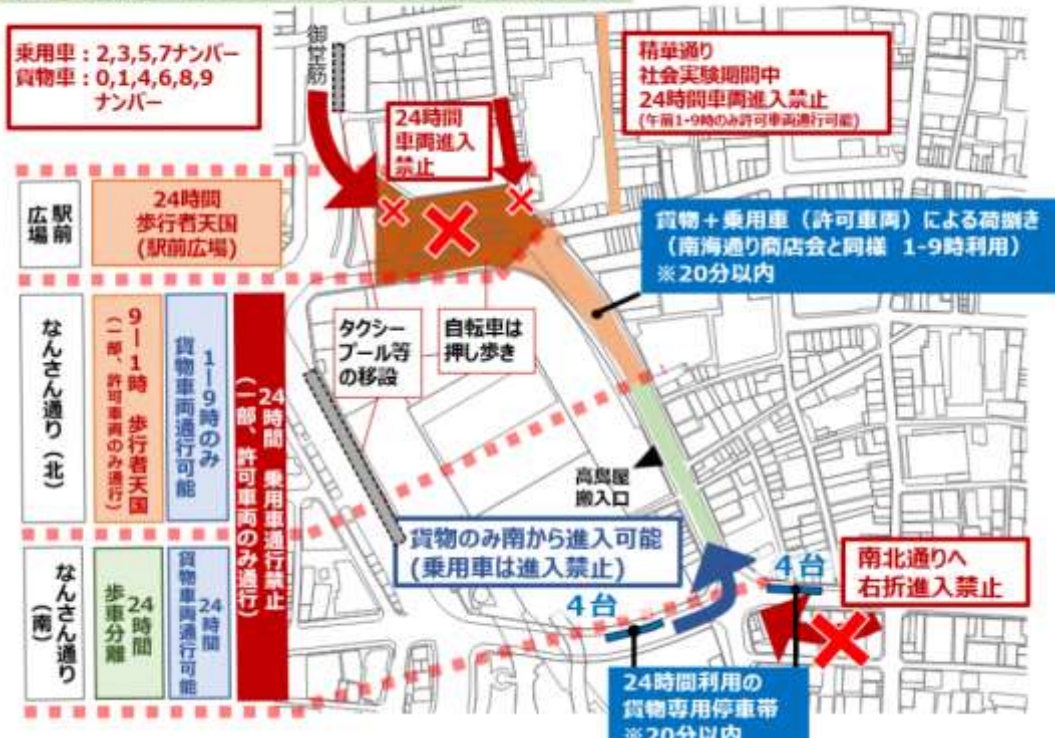 乗用車：2,3,5,7ナンバー
貨物車：0,1,4,6,8,9
ナンバー
御堂筋
24時間
車両進入
禁止
精華通り
社会実験期間中
24時間車両進入禁止
(午前1-9時のみ許可車両通行可能)
駅前
広場
24時間
歩行者天国
(駅前広場)
貨物＋乗用車（許可車両）による荷捌き
（南海通り商店会と同様 1-9時利用）
※20分以内
なんさん通り（北）
9ー1時 歩行者天国
（一部、許可車両のみ通行）
1ー9時のみ
貨物車両通行可能
24時間 乗用車通行禁止
（一部、許可車両のみ通行）
タクシー
プール等
の移設
自転車は
押し歩き
高島屋
搬入口
貨物のみ南から進入可能
(乗用車は進入禁止)
4台
4台
南北通りへ
右折進入禁止
なんさん通り
（南）
24時間
歩車分離
24時間
貨物車両通行可能
24時間利用の
貨物専用停車帯
※20分以内